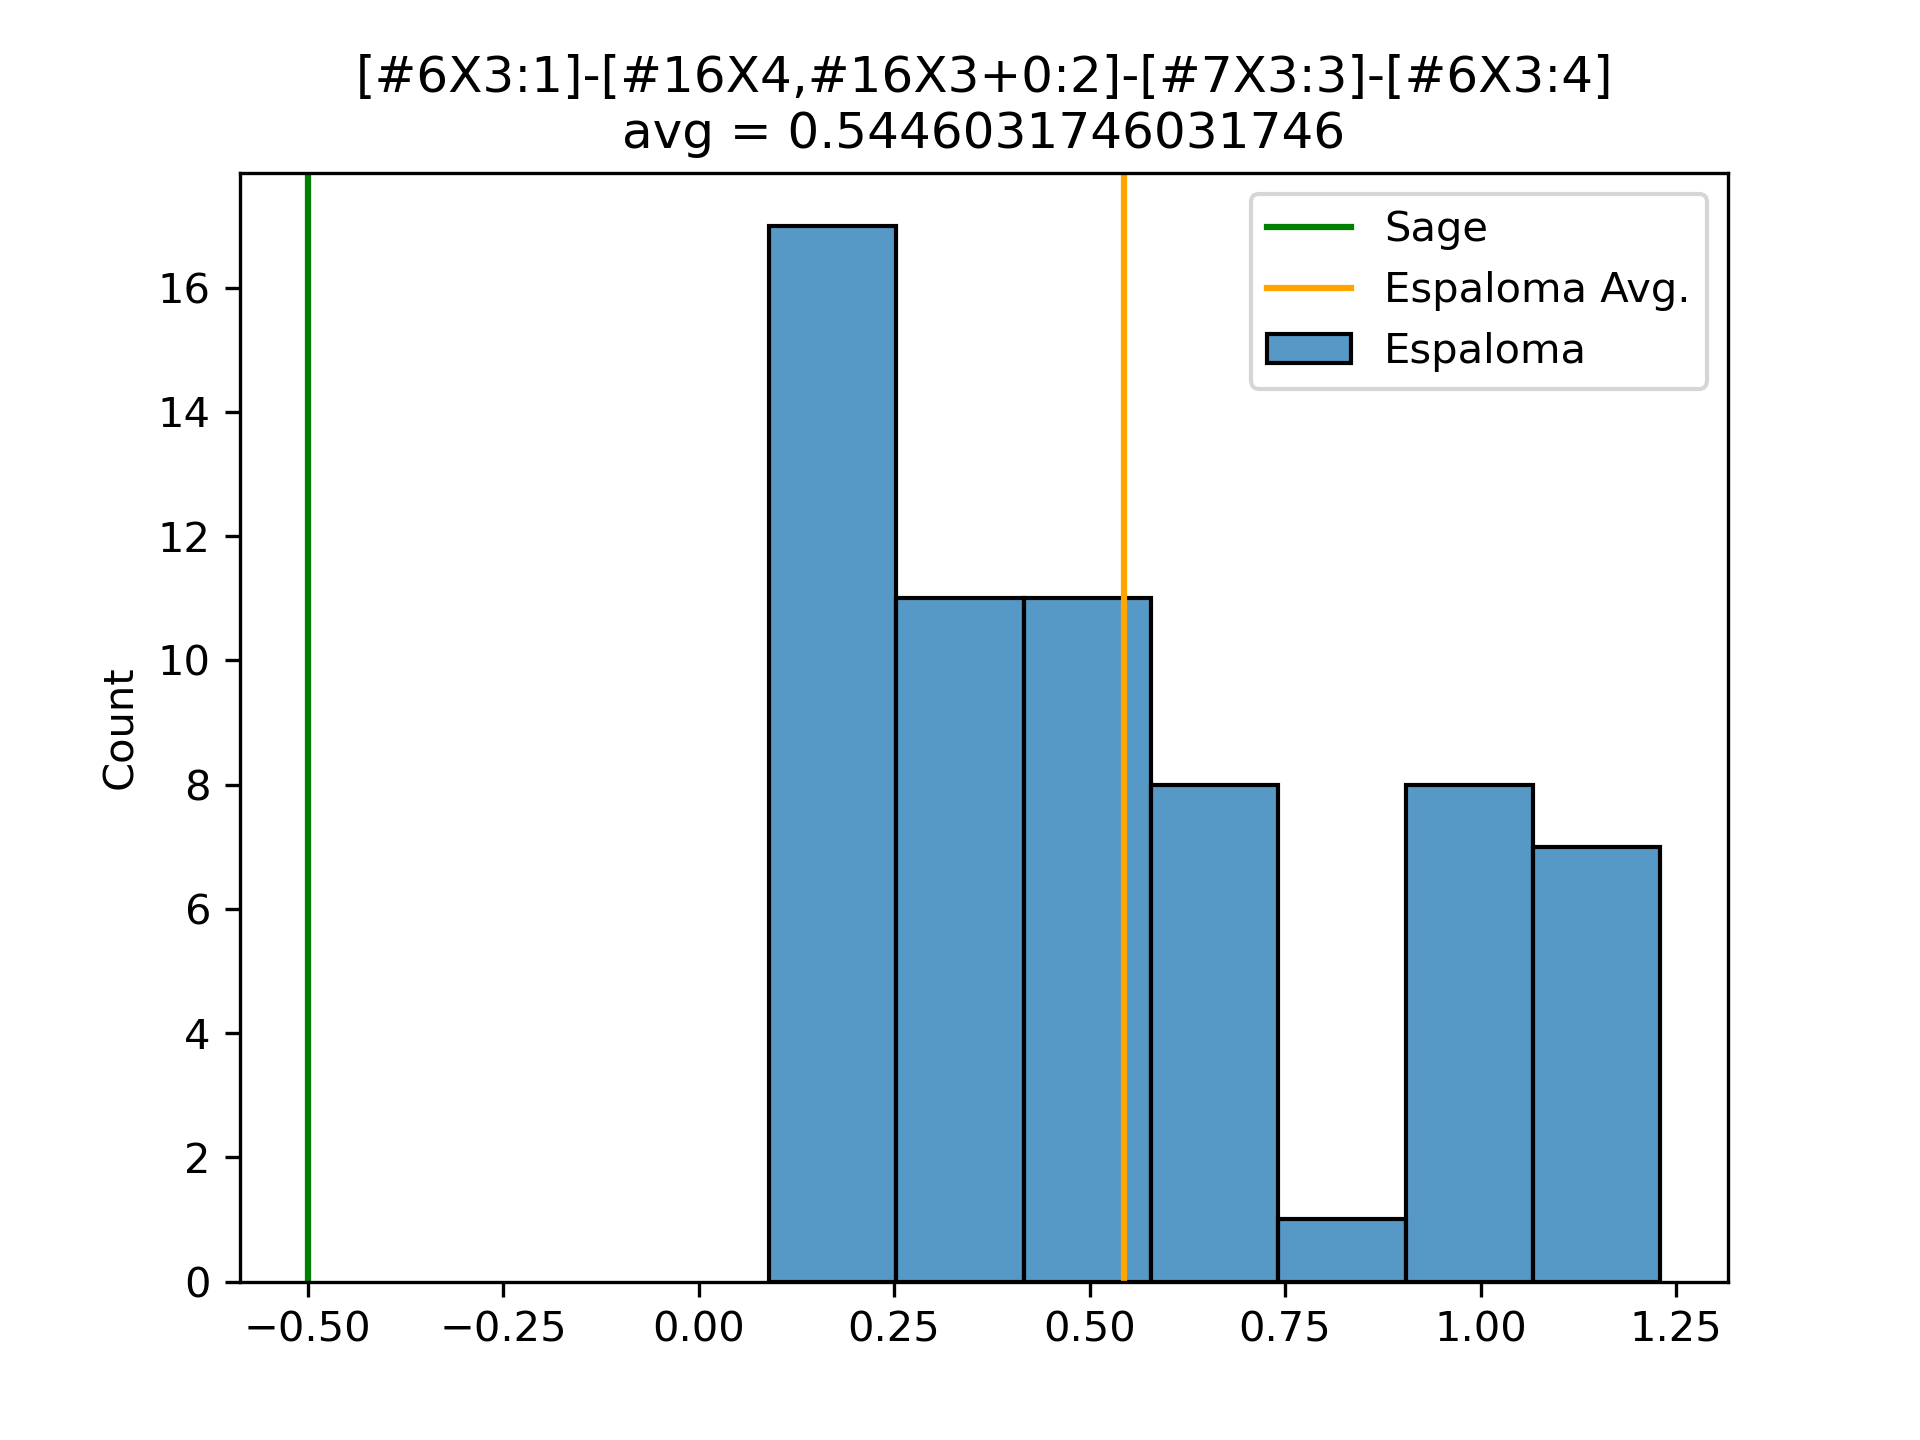 [#6X3:1]-[#16X4,#16X3+0:2]-[#7X3:3]-[#6X3:4]
avg = 0.5446031746031746
Sage
Espaloma Avg.
Espaloma
Count
16
14
12
10
8
6
4
2
0
−0.50 −0.25 0.00 0.25 0.50 0.75 1.00 1.25